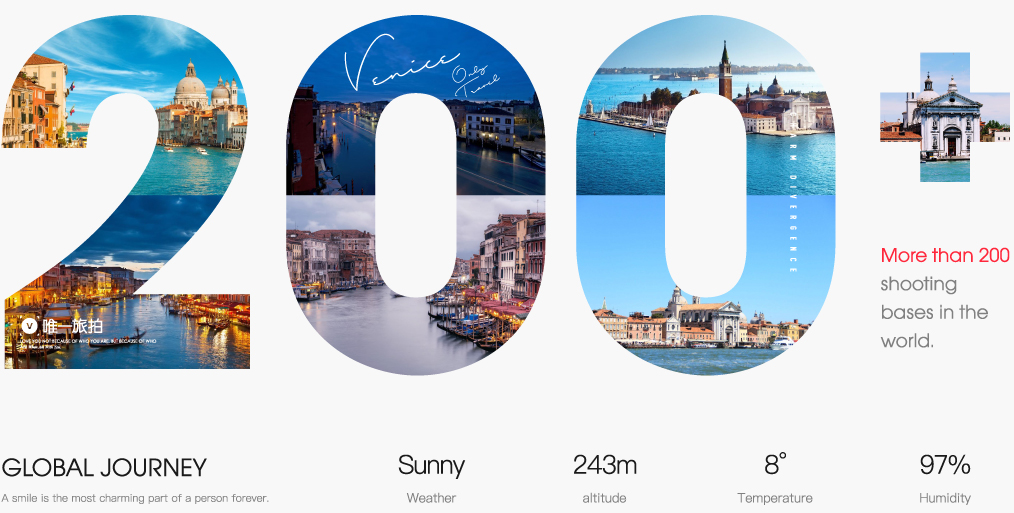 200+
Venice
Only
Travel
RM DIVERGENCE
V 唯一旅拍
LOVE YOU NOT BECAUSE OF WHO YOU ARE, BUT BECAUSE OF WHO
More than 200
shooting
bases in the
world.
GLOBAL JOURNEY
A smile is the most charming part of a person forever.
Sunny
Weather
243m
altitude
8°
Temperature
97%
Humidity